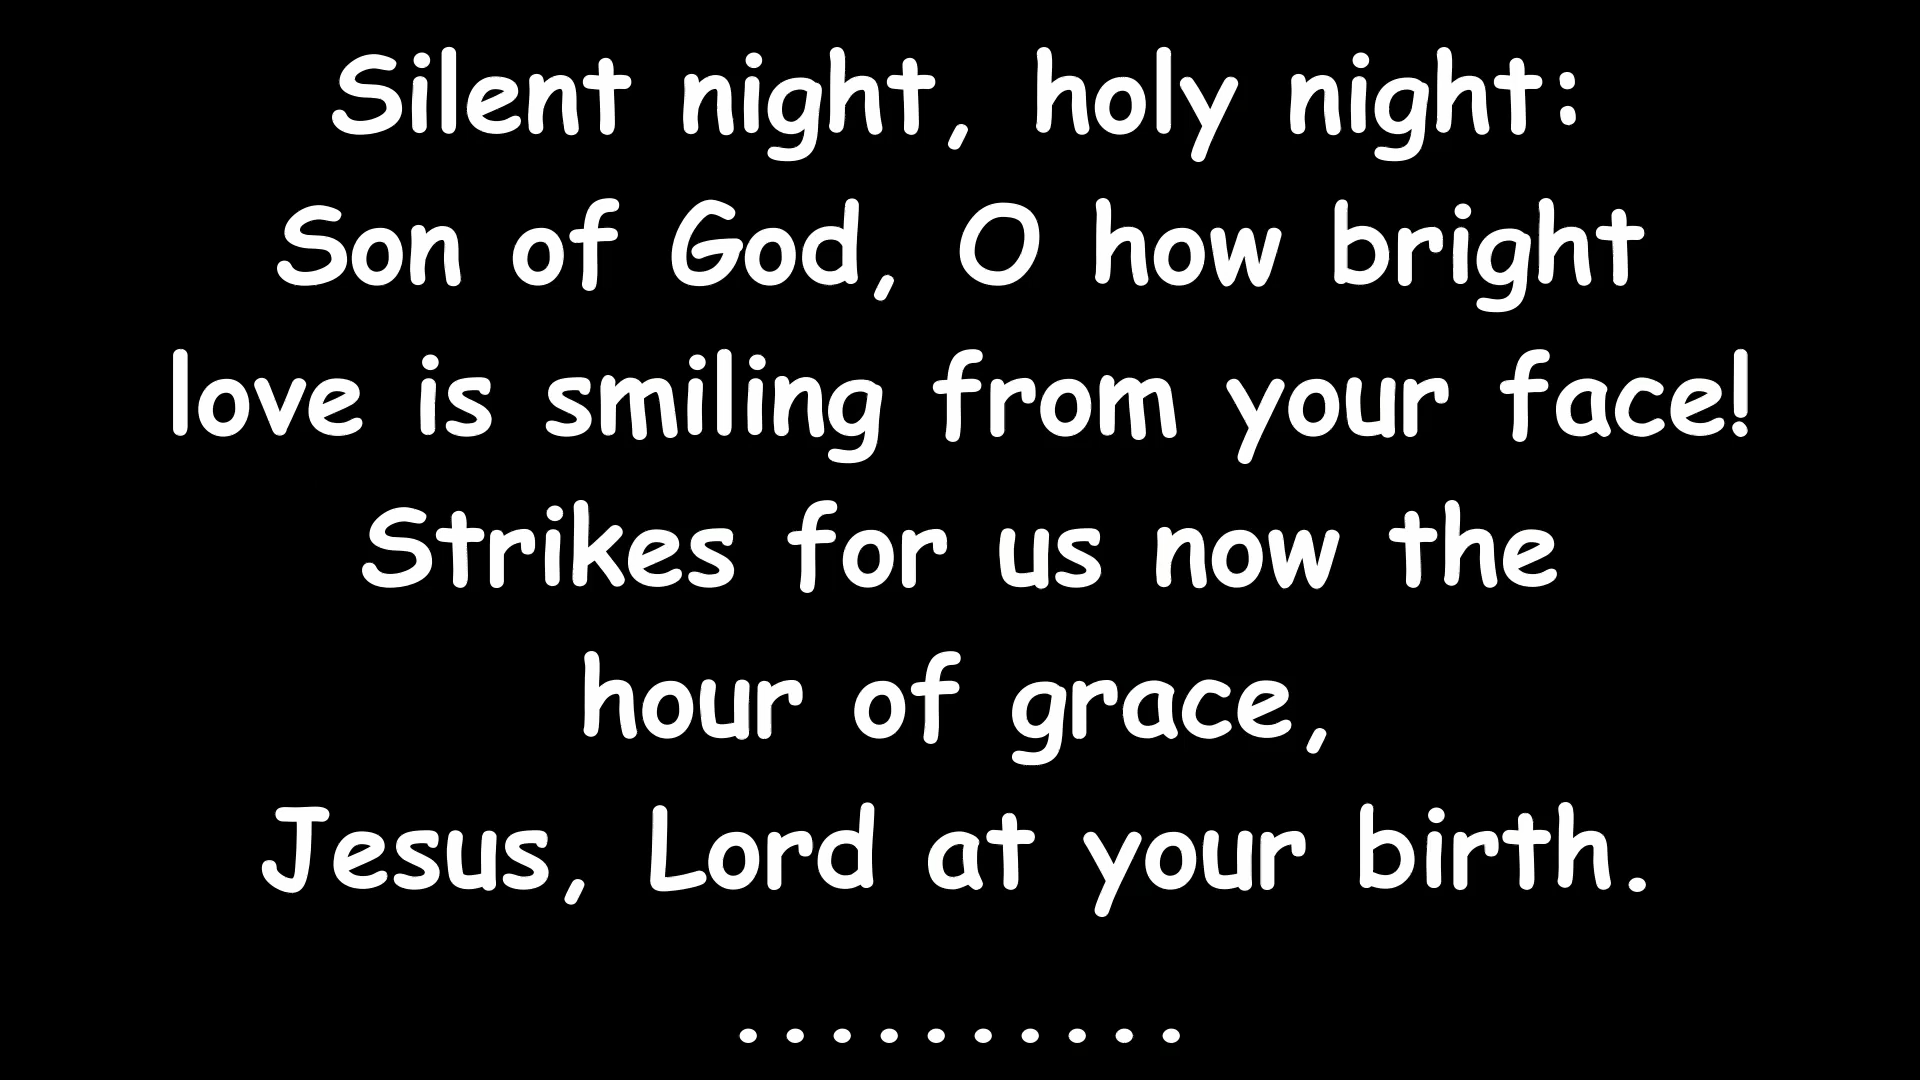 Silent night, holy night:
Son of God, O how bright
love is smiling from your face!
Strikes for us now the
hour of grace,
Jesus, Lord at your birth.
..........